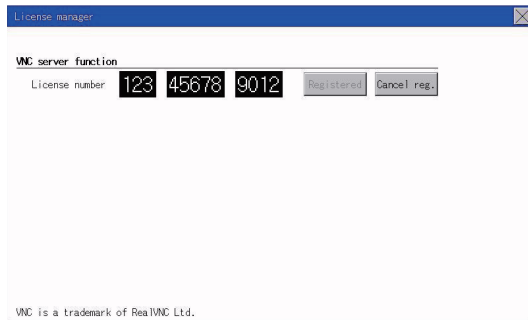 License manager
VNC server function
License number 123 45678 9012 Registered Cancel reg.
VNC is a trademark of RealVNC Ltd.